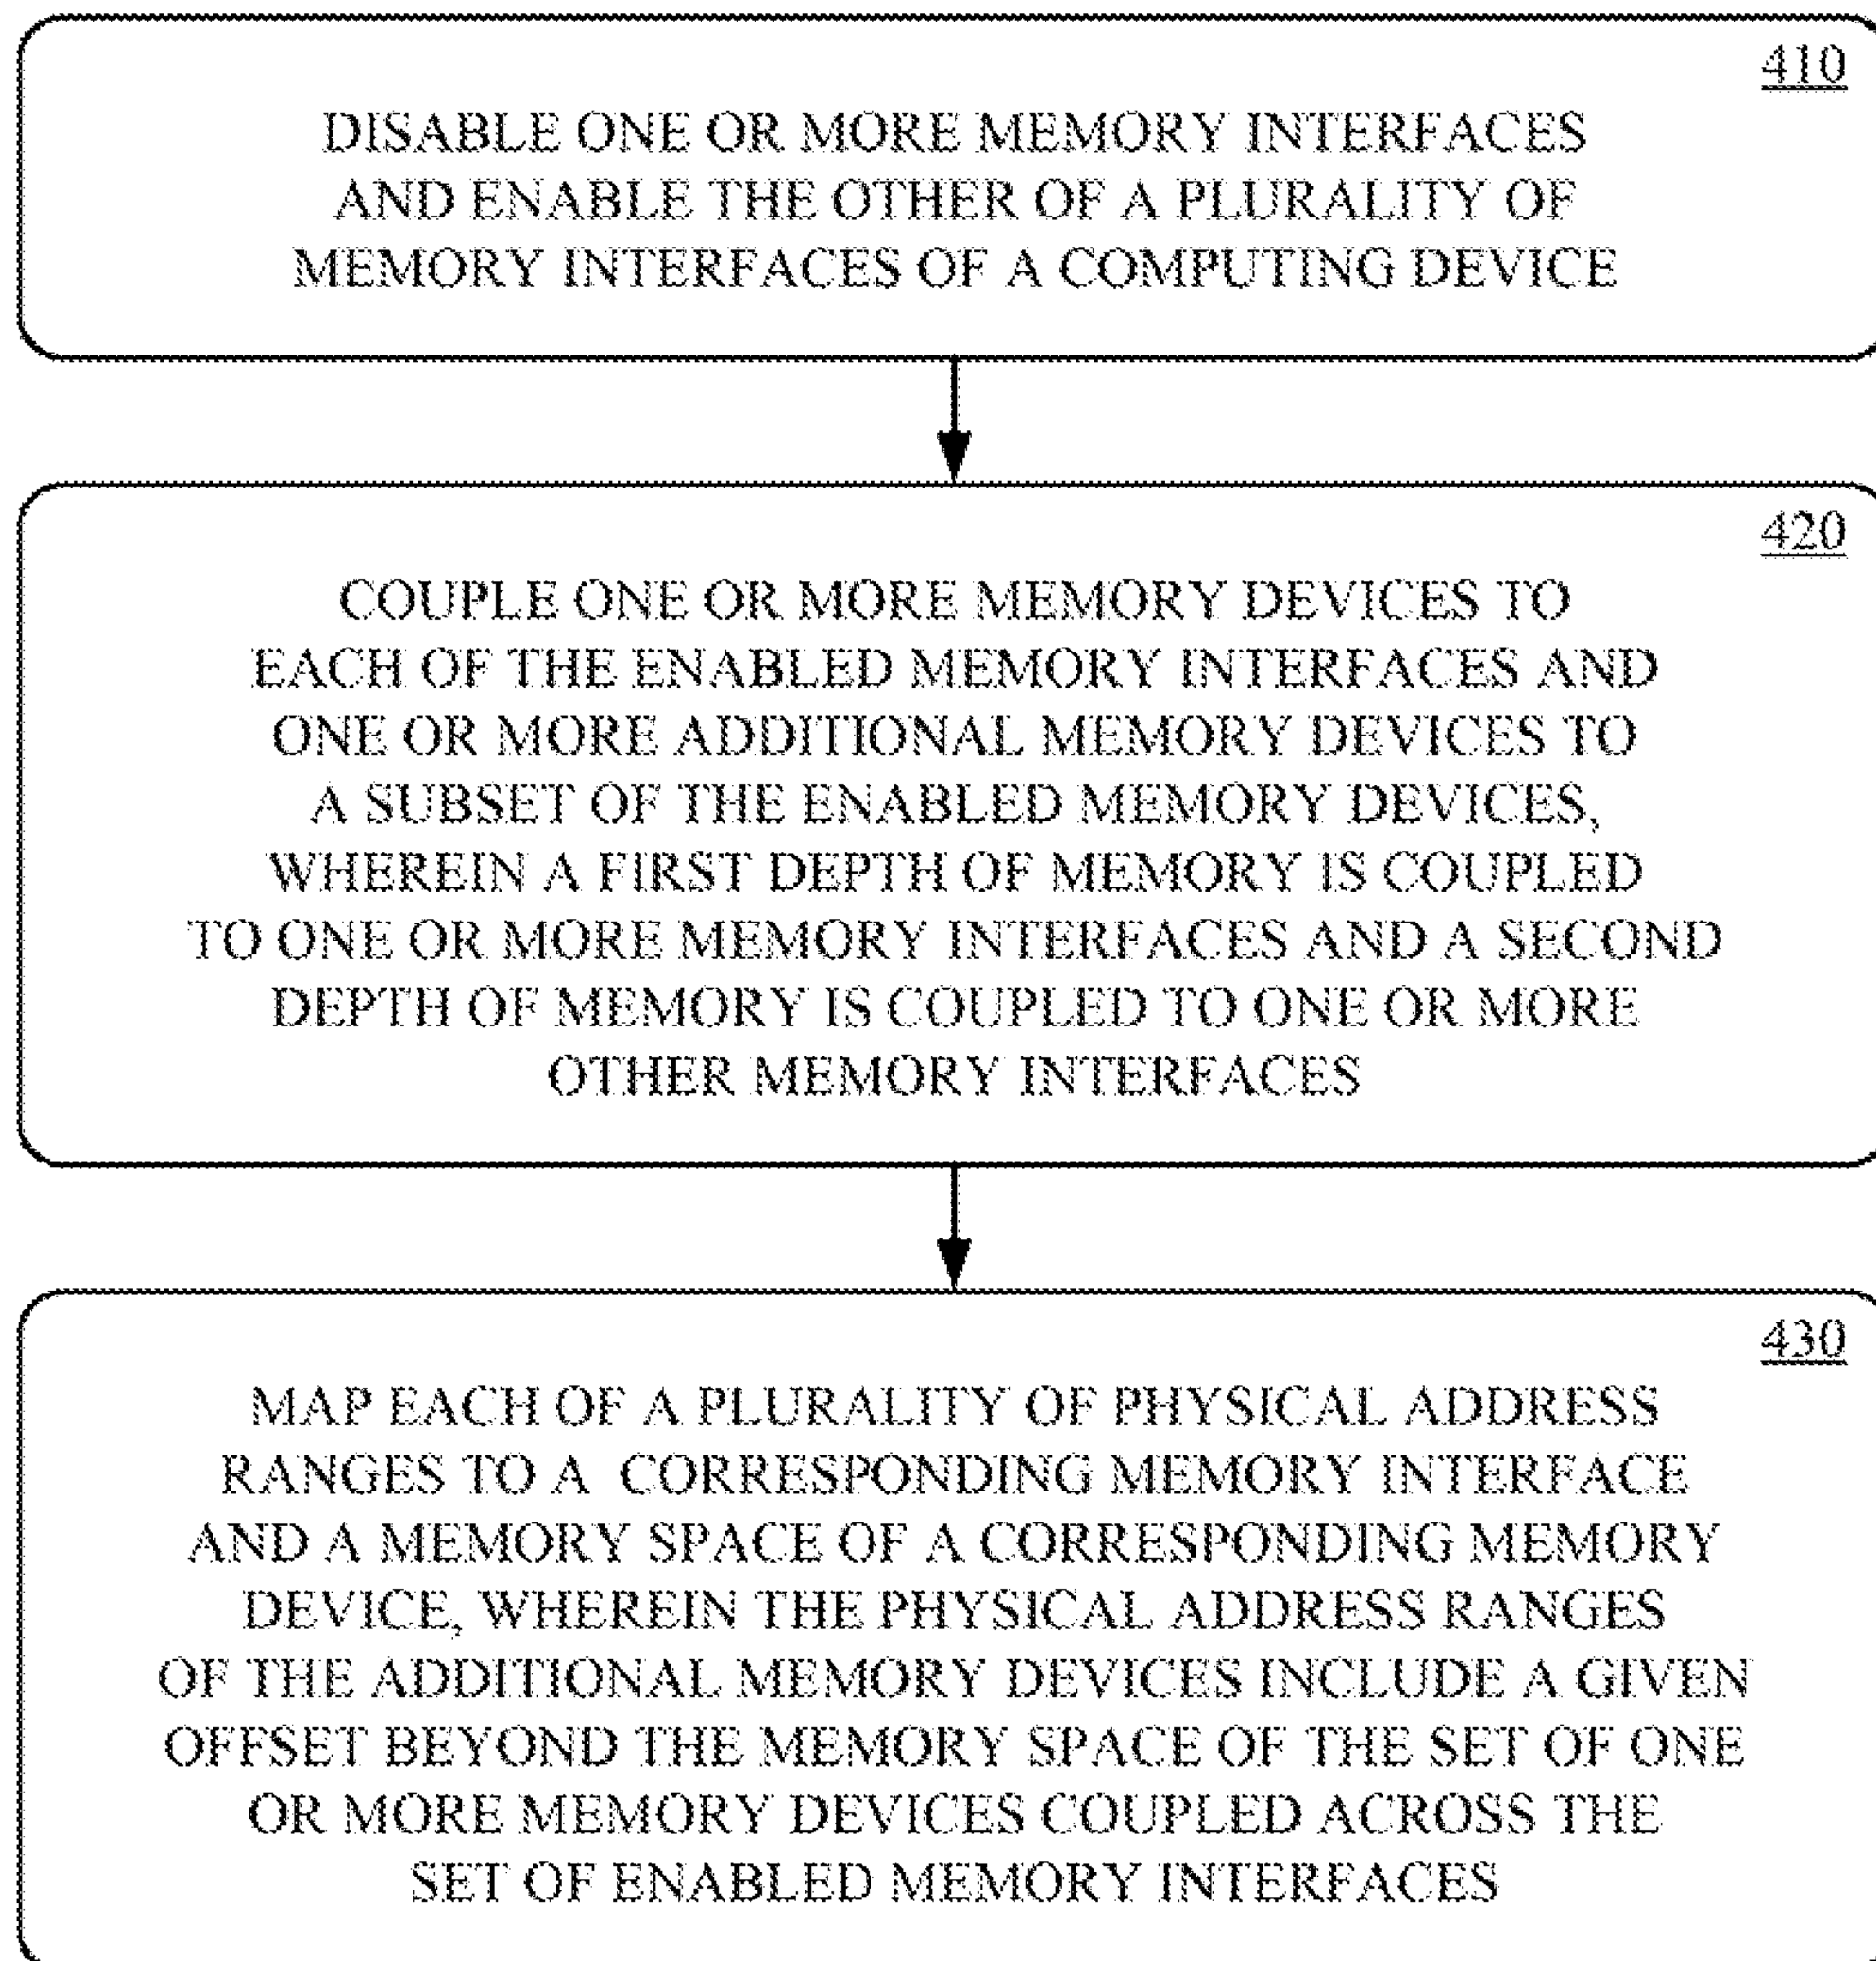 410
DISABLE ONE OR MORE MEMORY INTERFACES
AND ENABLE THE OTHER OF A PLURALITY OF
MEMORY INTERFACES OF A COMPUTING DEVICE
420
COUPLE ONE OR MORE MEMORY DEVICES TO
EACH OF THE ENABLED MEMORY INTERFACES AND
ONE OR MORE ADDITIONAL MEMORY DEVICES TO
A SUBSET OF THE ENABLED MEMORY DEVICES,
WHEREIN A FIRST DEPTH OF MEMORY IS COUPLED
TO ONE OR MORE MEMORY INTERFACES AND A SECOND
DEPTH OF MEMORY IS COUPLED TO ONE OR MORE
OTHER MEMORY INTERFACES
430
MAP EACH OF A PLURALITY OF PHYSICAL ADDRESS
RANGES TO A CORRESPONDING MEMORY INTERFACE
AND A MEMORY SPACE OF A CORRESPONDING MEMORY
DEVICE, WHEREIN THE PHYSICAL ADDRESS RANGES
OF THE ADDITIONAL MEMORY DEVICES INCLUDE A GIVEN
OFFSET BEYOND THE MEMORY SPACE OF THE SET OF ONE
OR MORE MEMORY DEVICES COUPLED ACROSS THE
SET OF ENABLED MEMORY INTERFACES